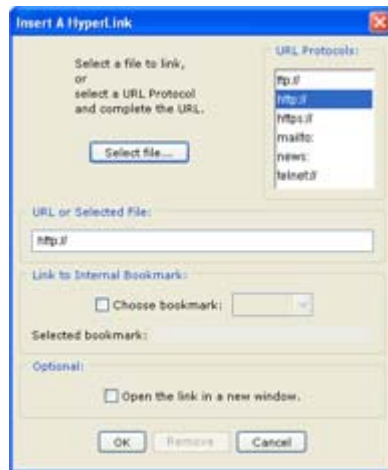 Insert A HyperLink
Select a file to link,
or
select a URL Protocol
and complete the URL.
Select file...
URL Protocols:
ftp://
http://
https://
mailto:
news:
telnet://
URL or Selected File:
http://
Link to Internal Bookmark:
Choose bookmark:
Selected bookmark:
Optional:
Open the link in a new window.
OK
Remove
Cancel